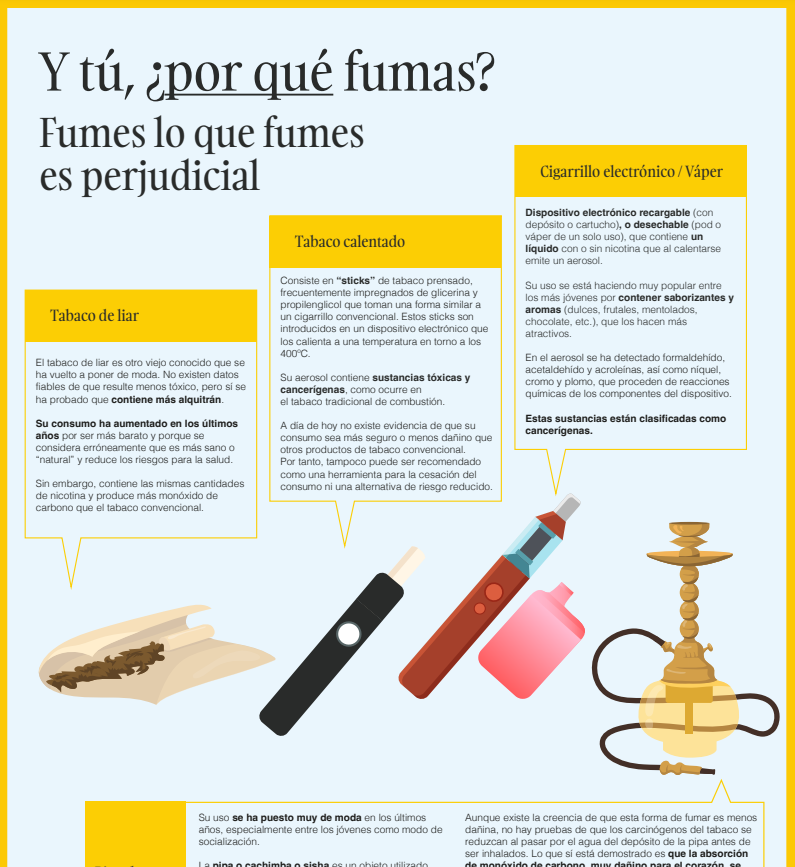 Y tú, ¿por qué fumas?
Fumes lo que fumes
es perjudicial
Tabaco de liar
El tabaco de liar es otro viejo conocido que se
ha vuelto a poner de moda. No existen datos
fiables de que resulte menos tóxico, pero sí se
ha probado que contiene más alquitrán.
Su consumo ha aumentado en los últimos
años por ser más barato y porque se
considera erróneamente que es más sano o
“natural” y reduce los riesgos para la salud.
Sin embargo, contiene las mismas cantidades
de nicotina y produce más monóxido de
carbono que el tabaco convencional.
Tabaco calentado
Consiste en “sticks” de tabaco prensado,
frecuentemente impregnados de glicerina y
propilenglicol que toman una forma similar a
un cigarrillo convencional. Estos sticks son
introducidos en un dispositivo electrónico que
los calienta a una temperatura en torno a los
400ºC.
Su aerosol contiene sustancias tóxicas y
cancerígenas, como ocurre en
el tabaco tradicional de combustión.
A día de hoy no existe evidencia de que su
consumo sea más seguro o menos dañino que
otros productos de tabaco convencional.
Por tanto, tampoco puede ser recomendado
como una herramienta para la cesación del
consumo ni una alternativa de riesgo reducido.
Cigarrillo electrónico / Váper
Dispositivo electrónico recargable (con
depósito o cartucho), o desechable (pod o
váper de un solo uso), que contiene un
líquido con o sin nicotina que al calentarse
emite un aerosol.
Su uso se está haciendo muy popular entre
los más jóvenes por contener saborizantes y
aromas (dulces, frutales, mentolados,
chocolate, etc.), que los hacen más
atractivos.
En el aerosol se ha detectado formaldehído,
acetaldehído y acroleínas, así como níquel,
cromo y plomo, que proceden de reacciones
químicas de los componentes del dispositivo.
Estas sustancias están clasificadas como
cancerígenas.
Su uso se ha puesto muy de moda en los últimos
años, especialmente entre los jóvenes como modo de
socialización.
La pipa o cachimba o sisha es un objeto utilizado
Aunque existe la creencia de que esta forma de fumar es menos
dañina, no hay pruebas de que los carcinógenos del tabaco se
reduzcan al pasar por el agua del depósito de la pipa antes de
ser inhalados. Lo que sí está demostrado es que la absorción
de monóxido de carbono, muy dañino para el corazón, se